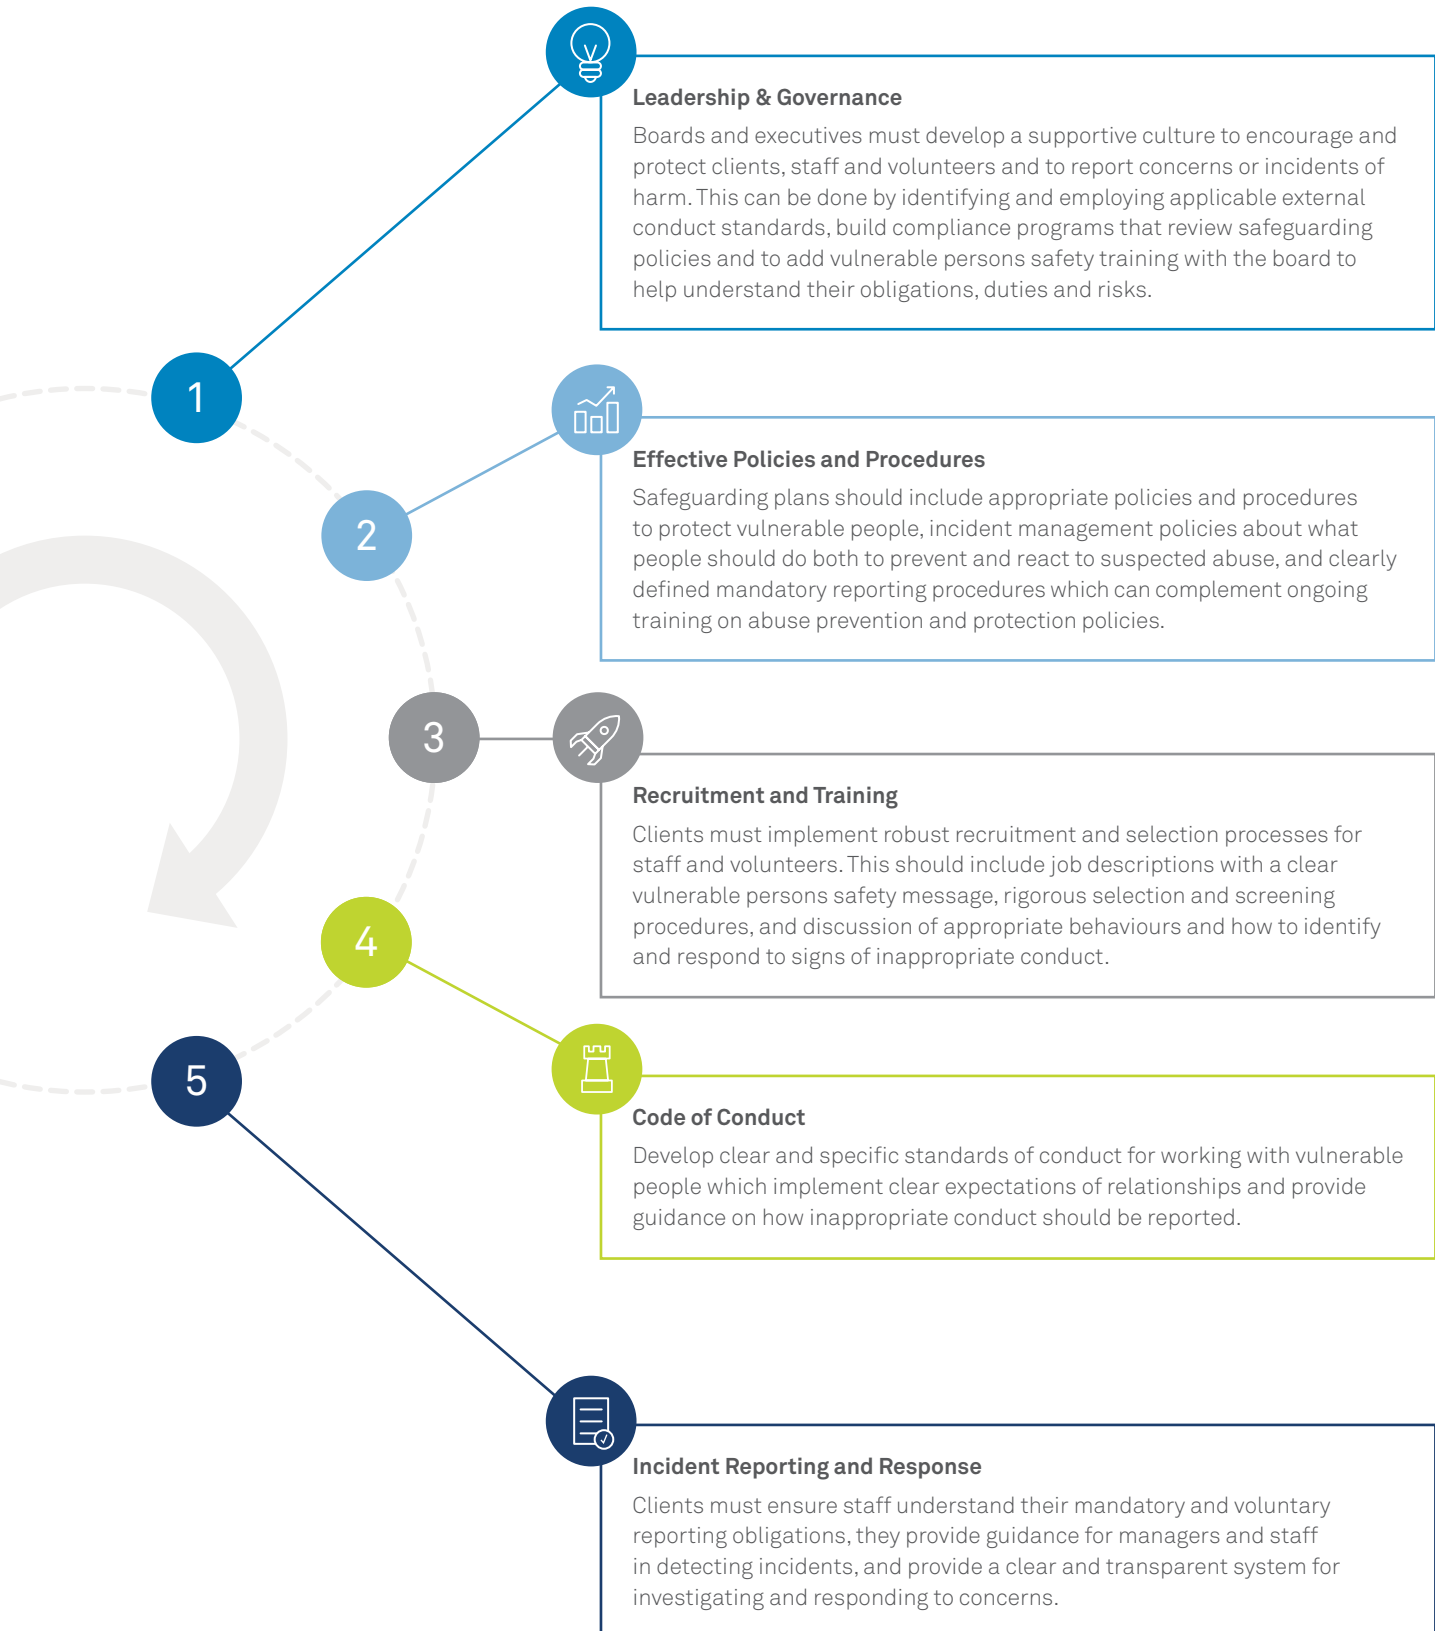 Leadership & Governance
Boards and executives must develop a supportive culture to encourage and
protect clients, staff and volunteers and to report concerns or incidents of
harm. This can be done by identifying and employing applicable external
conduct standards, build compliance programs that review safeguarding
policies and to add vulnerable persons safety training with the board to
help understand their obligations, duties and risks.
1
Effective Policies and Procedures
Safeguarding plans should include appropriate policies and procedures
to protect vulnerable people, incident management policies about what
people should do both to prevent and react to suspected abuse, and clearly
defined mandatory reporting procedures which can complement ongoing
training on abuse prevention and protection policies.
2
3
Recruitment and Training
Clients must implement robust recruitment and selection processes for
staff and volunteers. This should include job descriptions with a clear
vulnerable persons safety message, rigorous selection and screening
procedures, and discussion of appropriate behaviours and how to identify
and respond to signs of inappropriate conduct.
4
Code of Conduct
Develop clear and specific standards of conduct for working with vulnerable
people which implement clear expectations of relationships and provide
guidance on how inappropriate conduct should be reported.
5
Incident Reporting and Response
Clients must ensure staff understand their mandatory and voluntary
reporting obligations, they provide guidance for managers and staff
in detecting incidents, and provide a clear and transparent system for
investigating and responding to concerns.